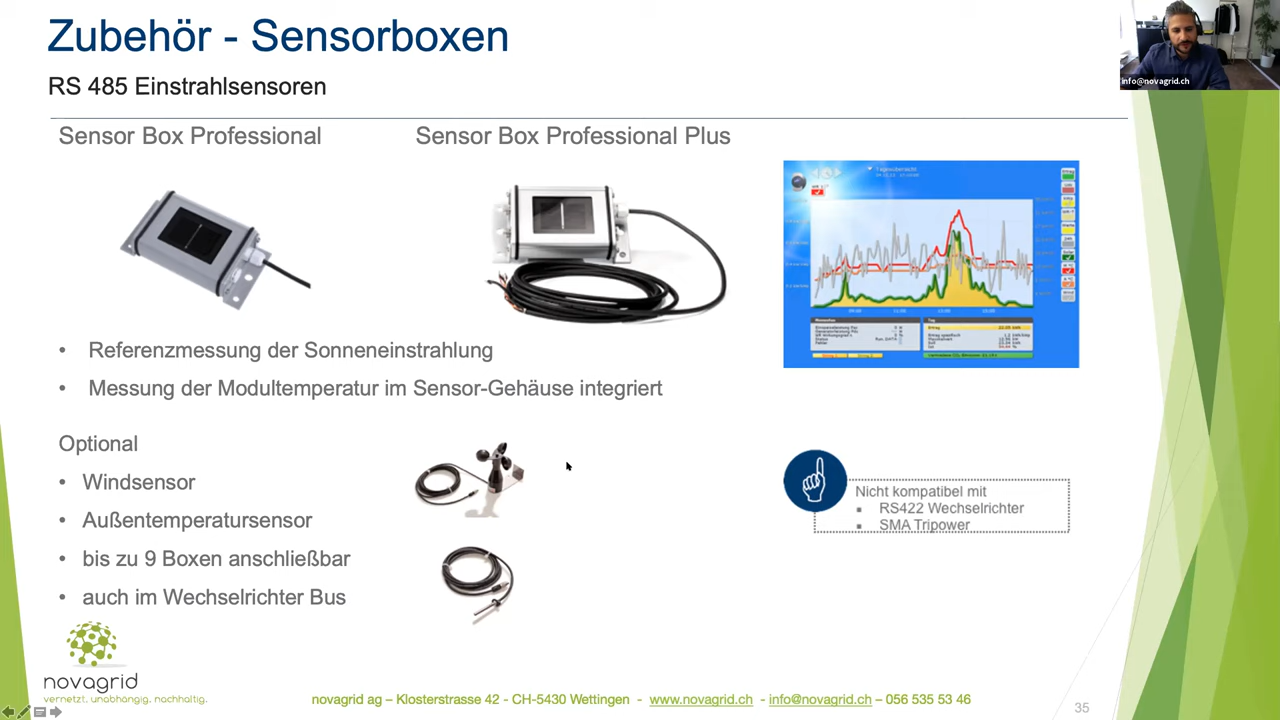 Zubehör - Sensorboxen
info@novagrid.ch
RS 485 Einstrahlsensoren
Sensor Box Professional
Sensor Box Professional Plus
Tagesübersicht
• Referenzmessung der Sonneneinstrahlung
• Messung der Modultemperatur im Sensor-Gehäuse integriert
Optional
• Windsensor
• Außentemperatursensor
• bis zu 9 Boxen anschließbar
• auch im Wechselrichter Bus
Nicht kompatibel mit
▪ RS422 Wechselrichter
▪ SMA Tripower
novagrid
vernetzt. unabhängig. nachhaltig.
novagrid ag – Klosterstrasse 42 - CH-5430 Wettingen - www.novagrid.ch - info@novagrid.ch – 056 535 53 46
35